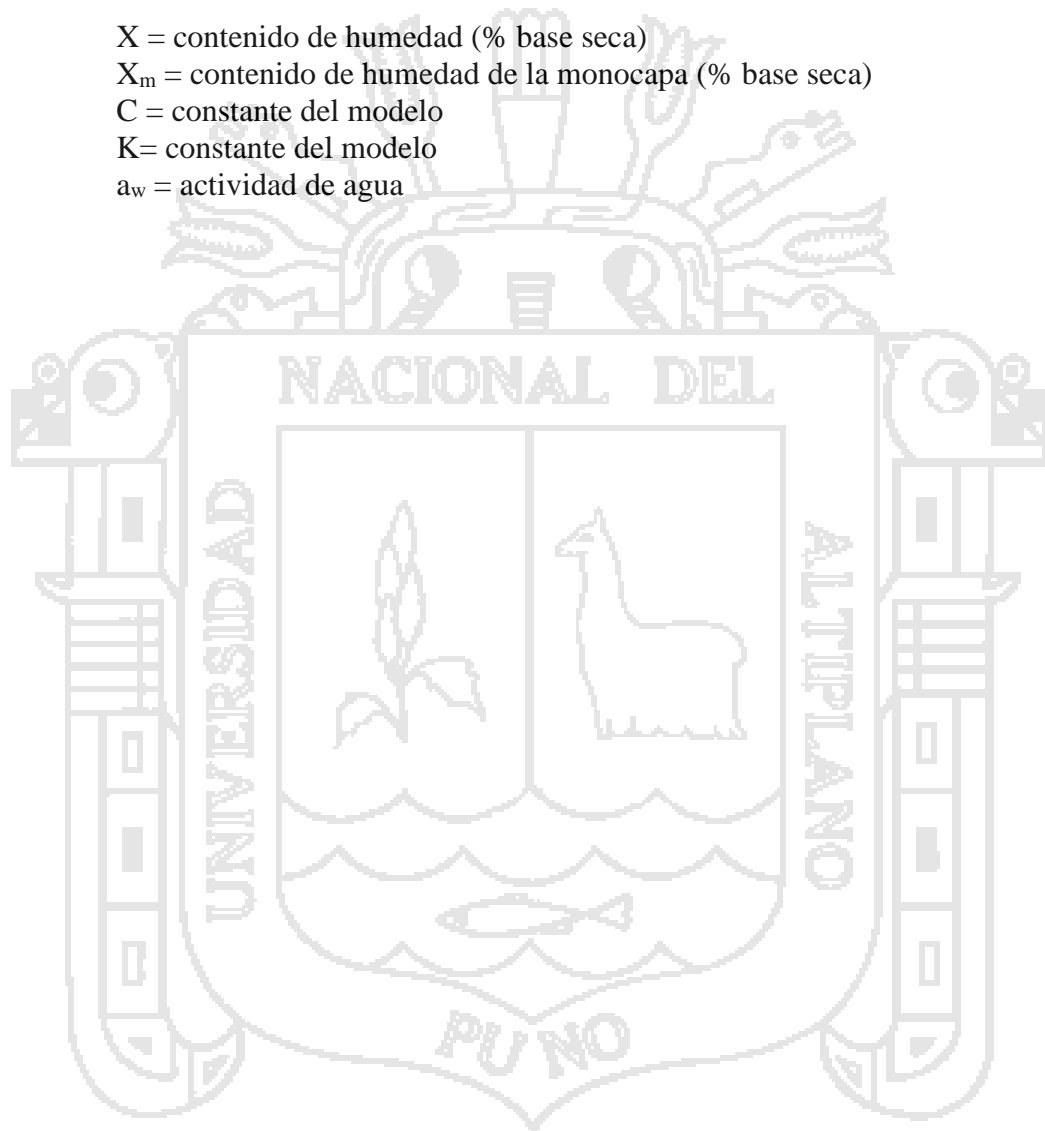 X = contenido de humedad (% base seca)
Xₘ = contenido de humedad de la monocapa (% base seca)
C = constante del modelo
K= constante del modelo
a_w = actividad de agua
NACIONAL DEL
UNIVERSIDAD
ALTIPLANO
PUNO